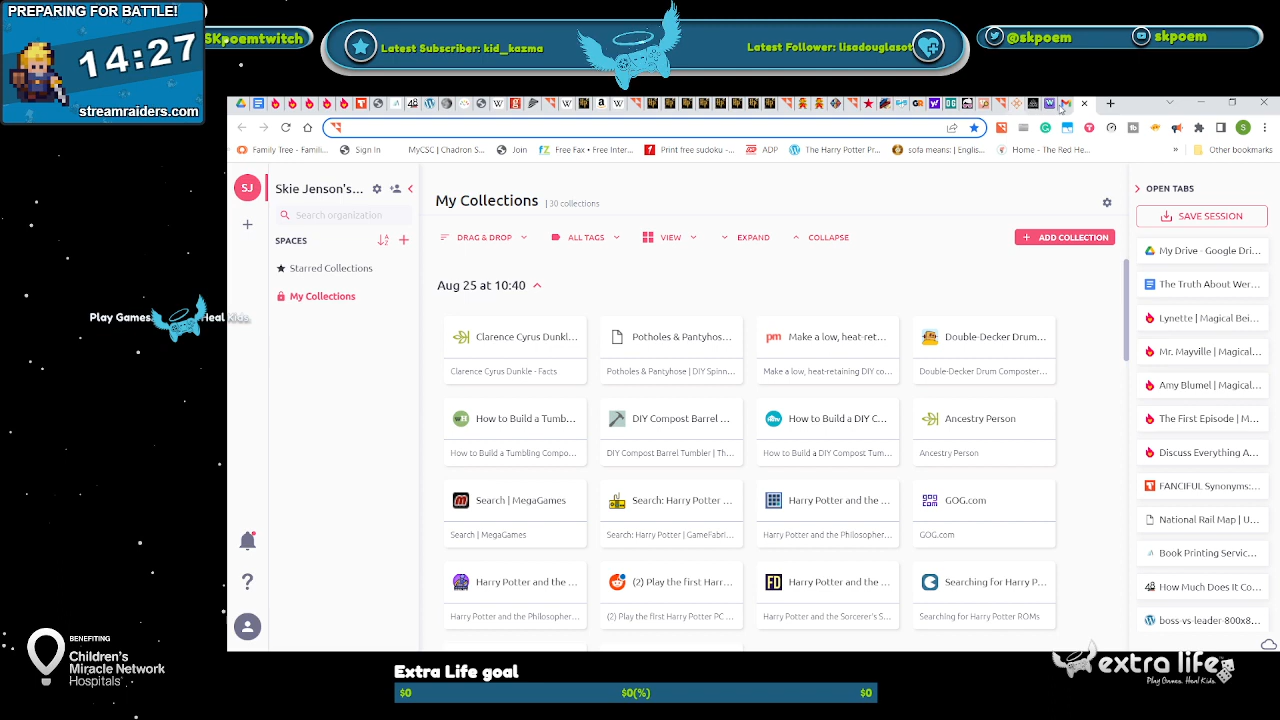 PREPARING FOR BATTLE!
14:27
streamraiders.com
SKpoemtwitch
Latest Subscriber: kid_kazma
Latest Follower: lisadouglasot
@skpoem
skpoem
Family Tree - Famili...
Sign In
MyCSC | Chadron S...
Join
Free Fax • Free Inter...
Print free sudoku -...
ADP
The Harry Potter Pr...
sofa means: | Englis...
Home - The Red He...
»
Other bookmarks
SJ
Skie Jenson's...
Search organization
SPACES
Starred Collections
My Collections
My Collections | 30 collections
DRAG & DROP
ALL TAGS
VIEW
EXPAND
COLLAPSE
+ ADD COLLECTION
Aug 25 at 10:40
Clarence Cyrus Dunkl...
Clarence Cyrus Dunkle - Facts
Potholes & Pantyhos...
Potholes & Pantyhose | DIY Spinn...
Make a low, heat-ret...
Make a low, heat-retaining DIY co...
Double-Decker Drum...
Double-Decker Drum Composter...
How to Build a Tumb...
How to Build a Tumbling Compo...
DIY Compost Barrel ...
DIY Compost Barrel Tumbler | Th...
How to Build a DIY C...
How to Build a DIY Compost Tum...
Ancestry Person
Ancestry Person
Search | MegaGames
Search | MegaGames
Search: Harry Potter ...
Search: Harry Potter | GameFabri...
Harry Potter and the ...
Harry Potter and the Philosopher...
GOG.com
GOG.com
Harry Potter and the ...
Harry Potter and the Philosopher...
(2) Play the first Harr...
(2) Play the first Harry Potter PC ...
Harry Potter and the ...
Harry Potter and the Sorcerer's S...
Searching for Harry P...
Searching for Harry Potter ROMs
OPEN TABS
SAVE SESSION
My Drive - Google Dri...
The Truth About Wer...
Lynette | Magical Bei...
Mr. Mayville | Magical...
Amy Blumel | Magical...
The First Episode | M...
Discuss Everything A...
FANCIFUL Synonyms:...
National Rail Map | U...
Book Printing Servic...
How Much Does It Co...
boss-vs-leader-800x8...
Play Games. Heal Kids.
BENEFITING
Children's
Miracle Network
Hospitals
Extra Life goal
$0
$0(%)
$0
extra life
Play Games. Heal Kids.